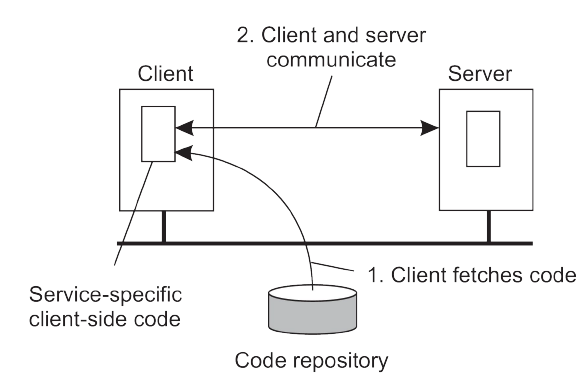 2. Client and server
communicate
Client
Server
1. Client fetches code
Service-specific
client-side code
Code repository